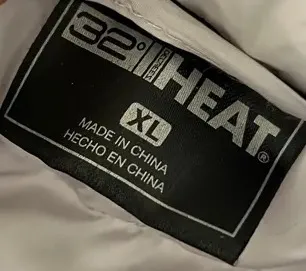 32° HEAT®
XL
MADE IN CHINA
HECHO EN CHINA